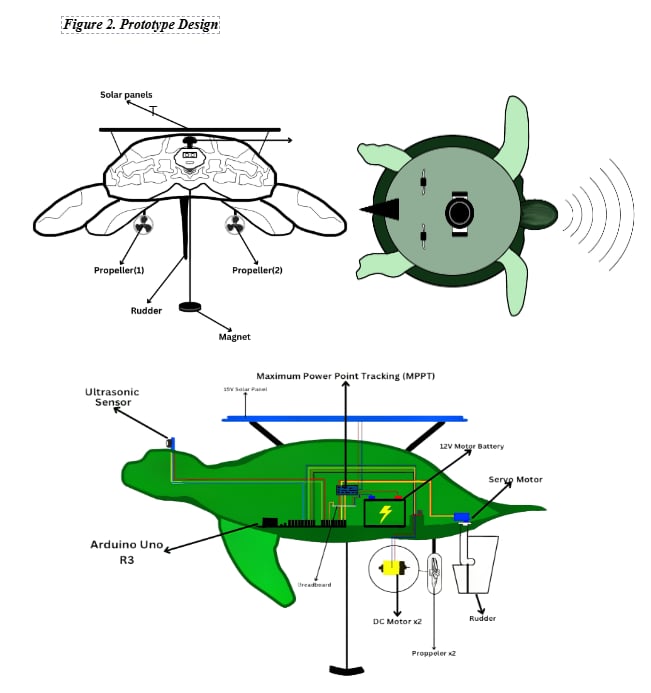 Figure 2. Prototype Design
Solar panels
Propeller(1)
Propeller(2)
Rudder
Magnet
Maximum Power Point Tracking (MPPT)
15V Solar Panel
Ultrasonic
Sensor
12V Motor Battery
Servo Motor
Arduino Uno
R3
Breadboard
DC Motor x2
Rudder
Proppeler x2